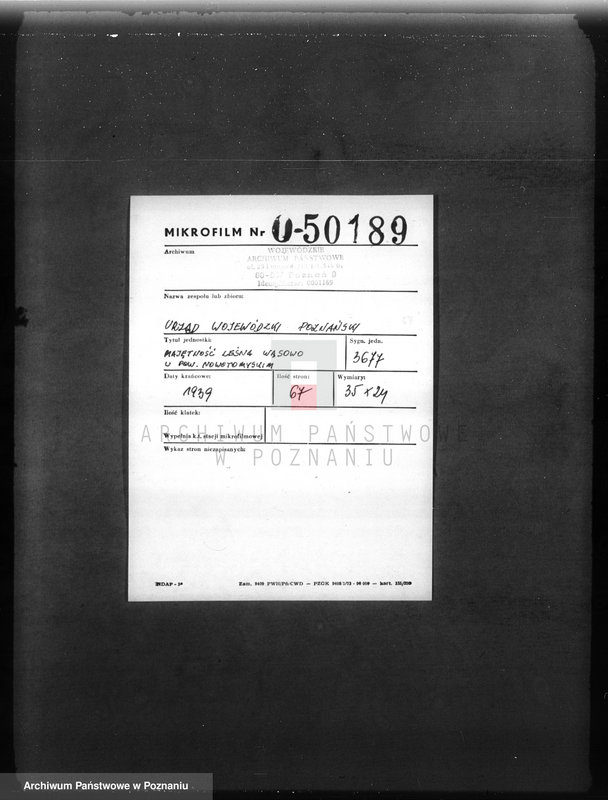 MIKROFILM Nr U-50189
Archiwum
WOJEWÓDZKIE
ARCHIWUM PAŃSTWOWE
Nazwa zespołu lub zbioru:
URZĄD WOJEWÓDZKI POZNAŃSKI
Tytuł jednostki: Sygn. jedn.
MAJĘTNOŚĆ LEŚNA WĄSOWO 3677
W POW. NOWOTOMYSKIM
Daty krańcowe: Ilość stron: Wymiary:
1939 67 35 x 24
Ilość klatek:
ARCHIWUM PAŃSTWOWE
Wypełnia k.t. stacji mikrofilmowej
Wykaz stron niezapisanych:
W POZNANIU
Archiwum Państwowe w Poznaniu